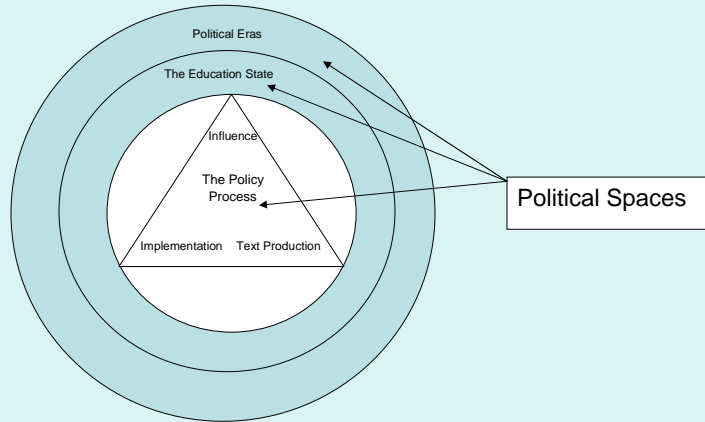 Political Eras
The Education State
Influence
The Policy
Process
Implementation
Text Production
Political Spaces